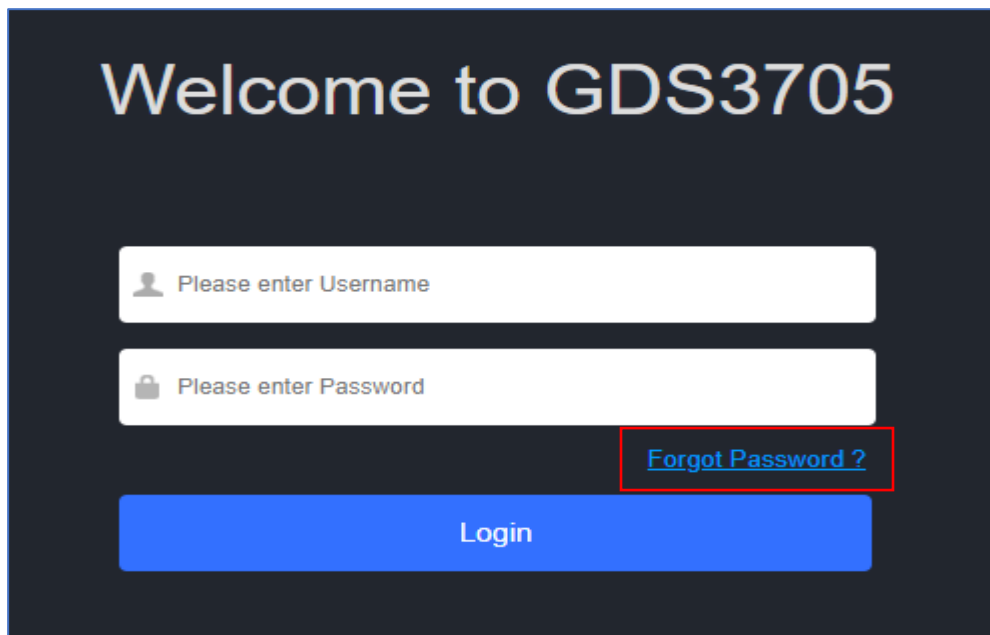 Welcome to GDS3705
Please enter Username
Please enter Password
Forgot Password ?
Login